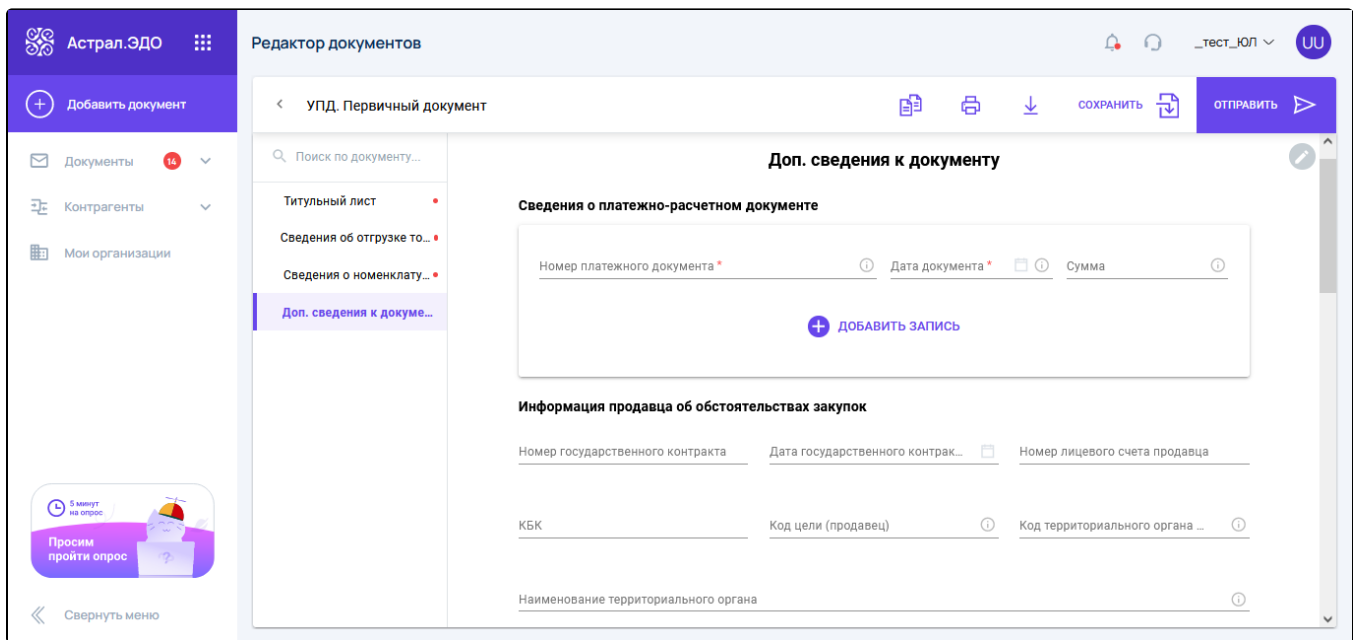 Астрал.ЭДО
Редактор документов
_тест_ЮЛ
UU
Добавить документ
УПД. Первичный документ
СОХРАНИТЬ
ОТПРАВИТЬ
Документы
14
Контрагенты
Мои организации
Поиск по документу...
Титульный лист
Сведения об отгрузке то...
Сведения о номенклату...
Доп. сведения к докуме...
Доп. сведения к документу
Сведения о платежно-расчетном документе
Номер платежного документа *
Дата документа *
Сумма
ДОБАВИТЬ ЗАПИСЬ
Информация продавца об обстоятельствах закупок
Номер государственного контракта
Дата государственного контрак...
Номер лицевого счета продавца
КБК
Код цели (продавец)
Код территориального органа ...
Наименование территориального органа
5 минут
на опрос
Просим
пройти опрос
?
Свернуть меню